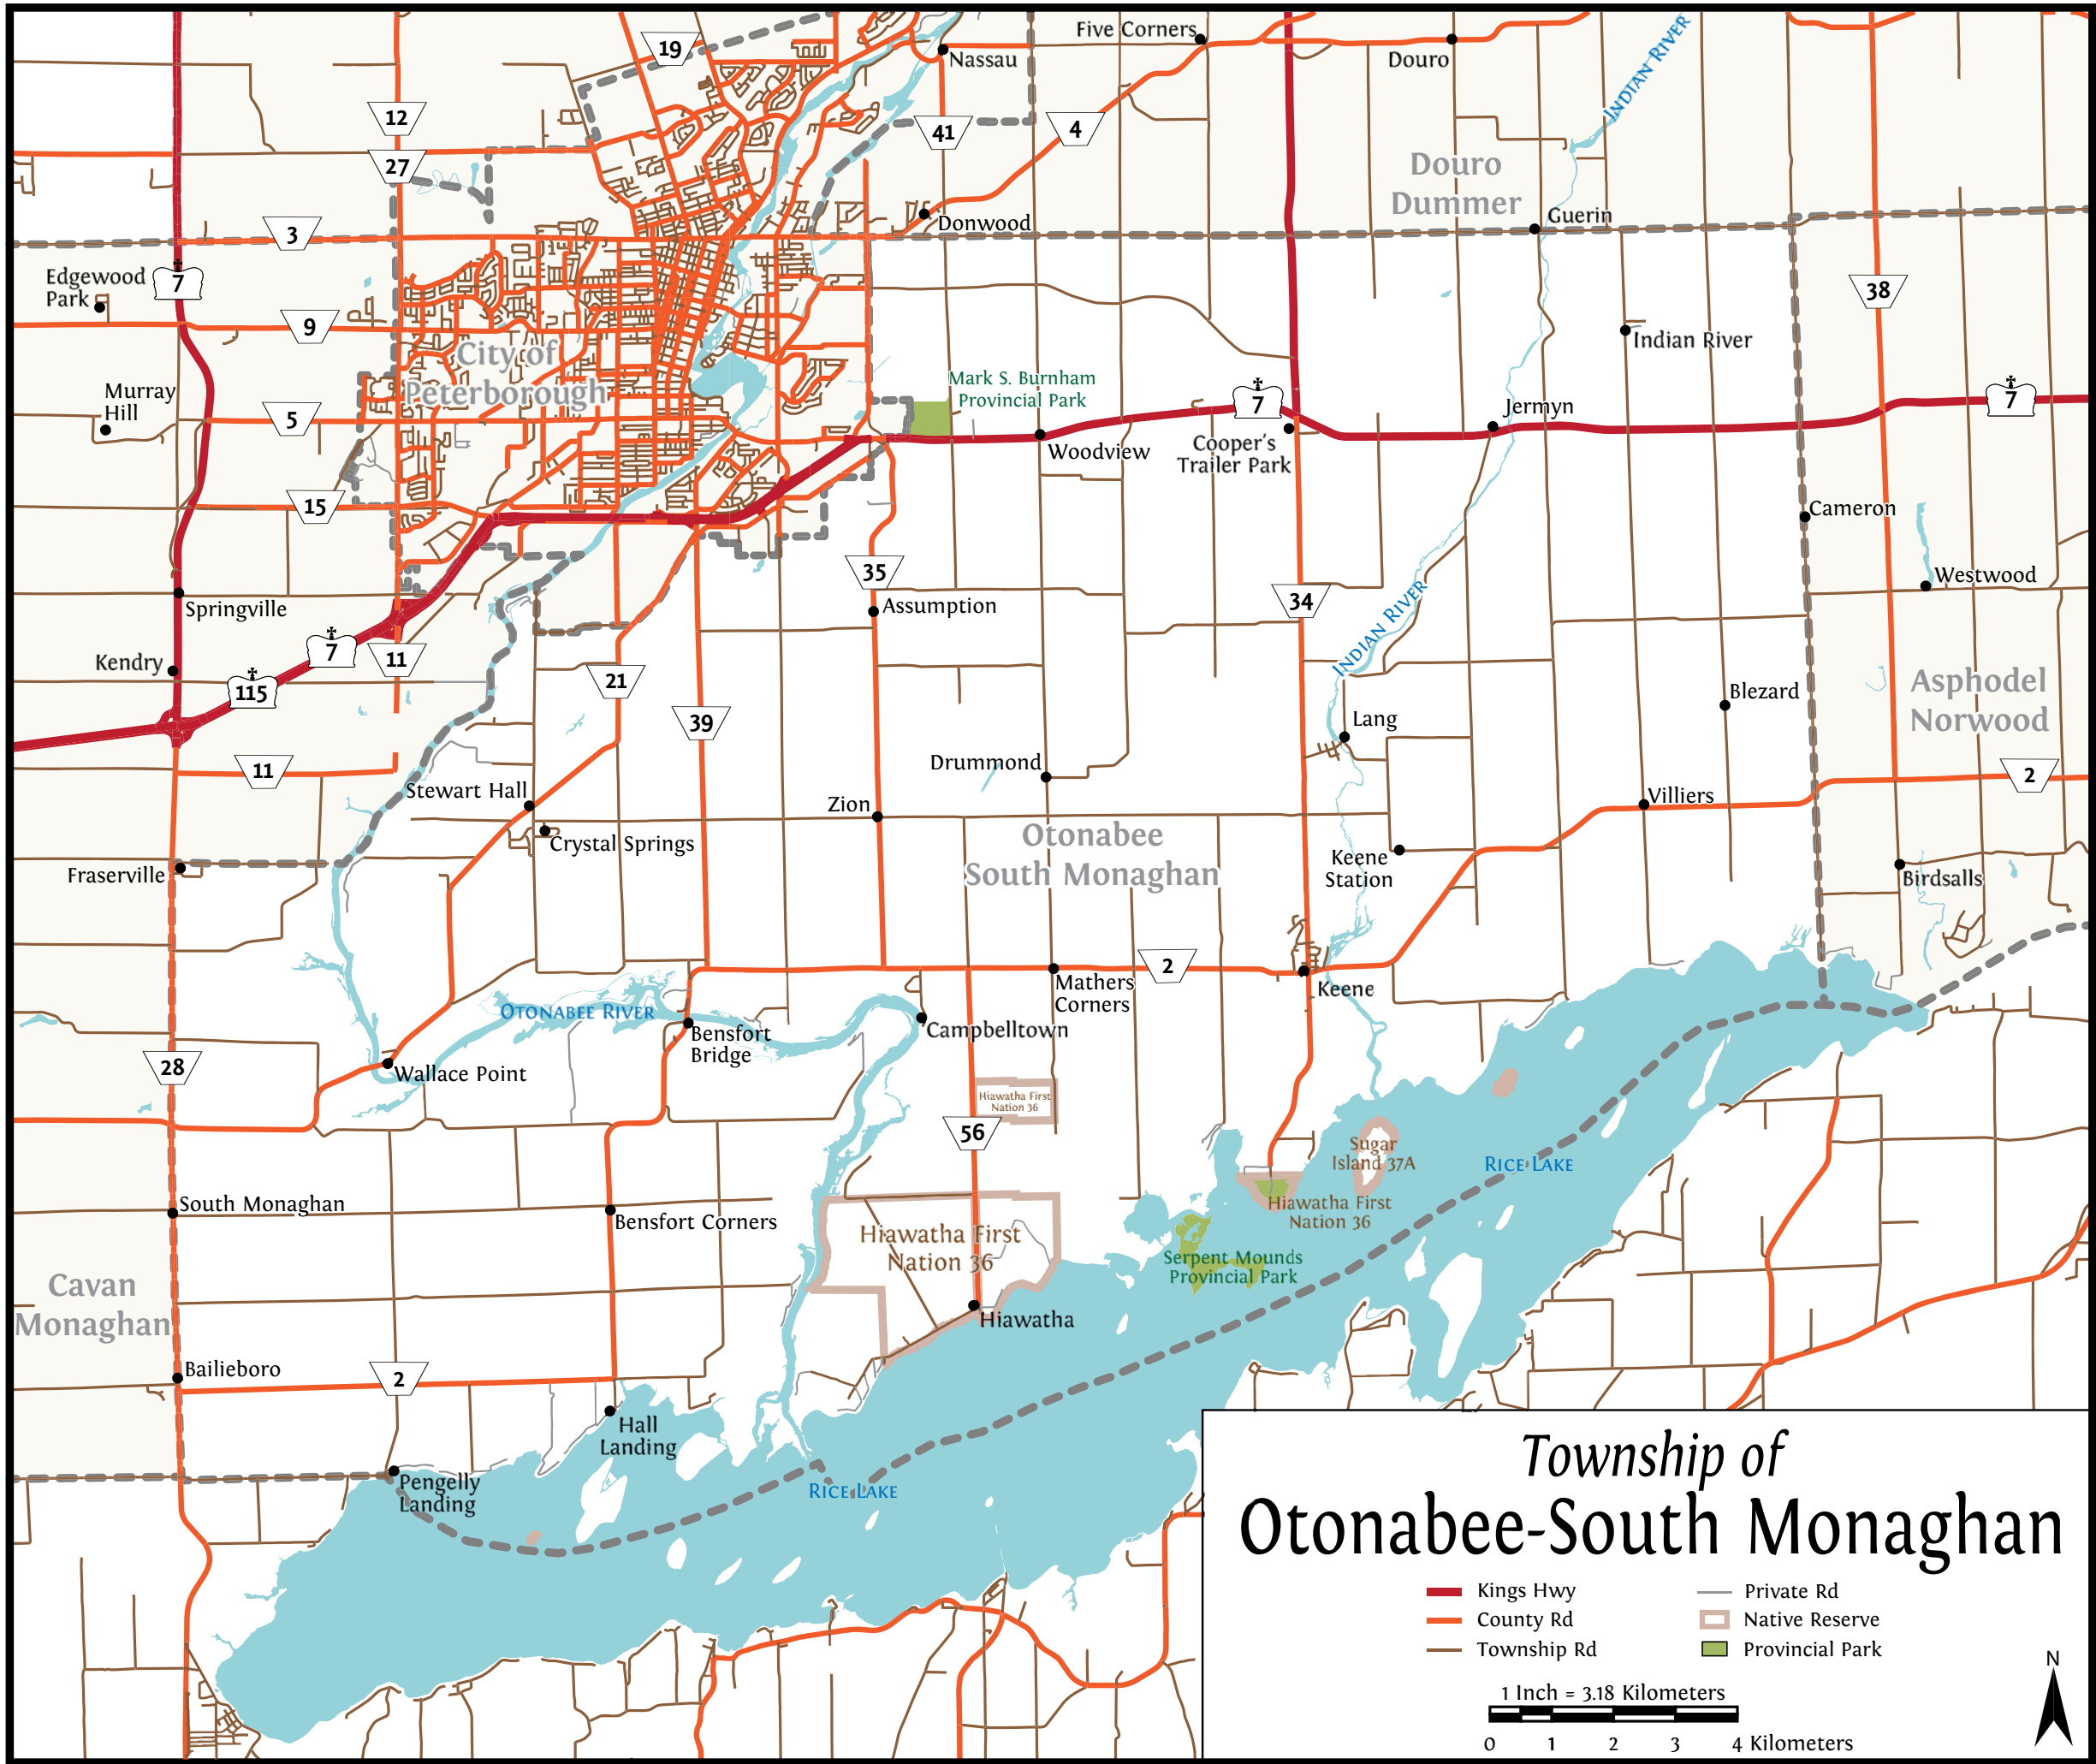 19
Five Corners
Nassau
Douro
INDIAN RIVER
12
41
4
27
Douro
Dummer
Donwood
Guerin
3
Edgewood
Park
7
38
9
Indian River
City of
Peterborough
Mark S. Burnham
Provincial Park
Murray
Hill
7
7
5
Jermyn
Cooper's
Trailer Park
Woodview
15
Cameron
35
Westwood
Springville
Assumption
34
INDIAN RIVER
7
Kendry
11
115
21
39
Blezard
Asphodel
Norwood
Lang
11
Drummond
2
Stewart Hall
Zion
Villiers
Crystal Springs
Otonabee
South Monaghan
Keene
Station
Fraserville
Birdsalls
2
Mathers
Corners
Keene
OTONABEE RIVER
Bensfort
Bridge
Campbelltown
28
Wallace Point
Hiawatha First
Nation 36
56
Sugar
Island 37A
RICE LAKE
South Monaghan
Bensfort Corners
Hiawatha First
Nation 36
Hiawatha First
Nation 36
Serpent Mounds
Provincial Park
Cavan
Monaghan
Hiawatha
Bailieboro
2
Hall
Landing
Pengelly
Landing
RICE LAKE
Township of
Otonabee-South Monaghan
Kings Hwy
Private Rd
County Rd
Native Reserve
Township Rd
Provincial Park
N
1 Inch = 3.18 Kilometers
0 1 2 3 4 Kilometers